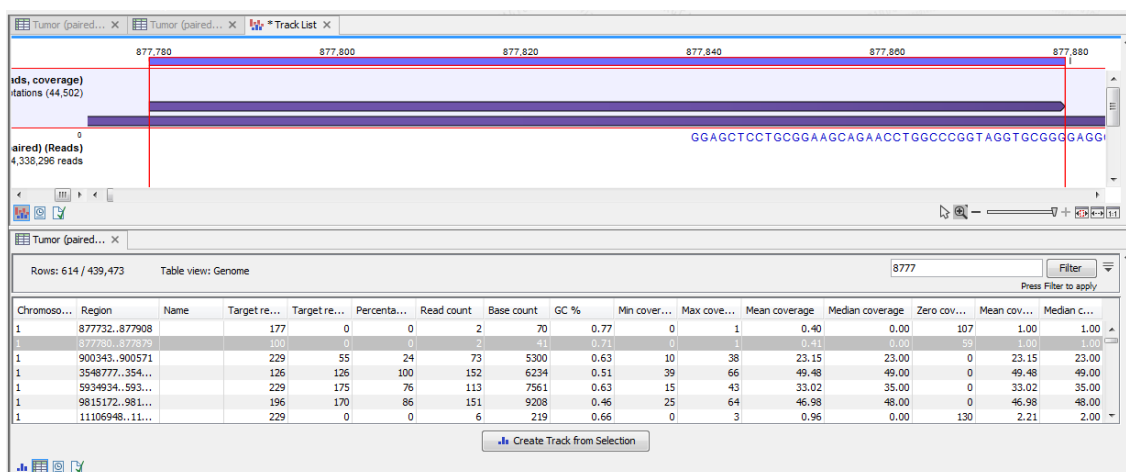 Tumor (paired... Tumor (paired... * Track List
877,780 877,800 877,820 877,840 877,860 877,880
ads, coverage)
otations (44,502)
0
GGAGCTCCTGCGGAAGCAGAACCTGGCCCGGTAGGTGCGGGGAGG
aired) (Reads)
4,338,296 reads
1:1
Tumor (paired...
Rows: 614 / 439,473 Table view: Genome 8777 Filter
Press Filter to apply
Chromoso... Region Name Target re... Target re... Percenta... Read count Base count GC % Min cover... Max cove... Mean coverage Median coverage Zero cov... Mean cov... Median c...
1 877732..877908 177 0 0 2 70 0.77 0 1 0.40 0.00 107 1.00 1.00
1 877780..877879 100 0 0 2 41 0.71 0 1 0.41 0.00 59 1.00 1.00
1 900343..900571 229 55 24 73 5300 0.63 10 38 23.15 23.00 0 23.15 23.00
1 3548777..354... 126 126 100 152 6234 0.51 39 66 49.48 49.00 0 49.48 49.00
1 5934934..593... 229 175 76 113 7561 0.63 15 43 33.02 35.00 0 33.02 35.00
1 9815172..981... 196 170 86 151 9208 0.46 25 64 46.98 48.00 0 46.98 48.00
1 11106948..11... 229 0 0 6 219 0.66 0 3 0.96 0.00 130 2.21 2.00
Create Track from Selection